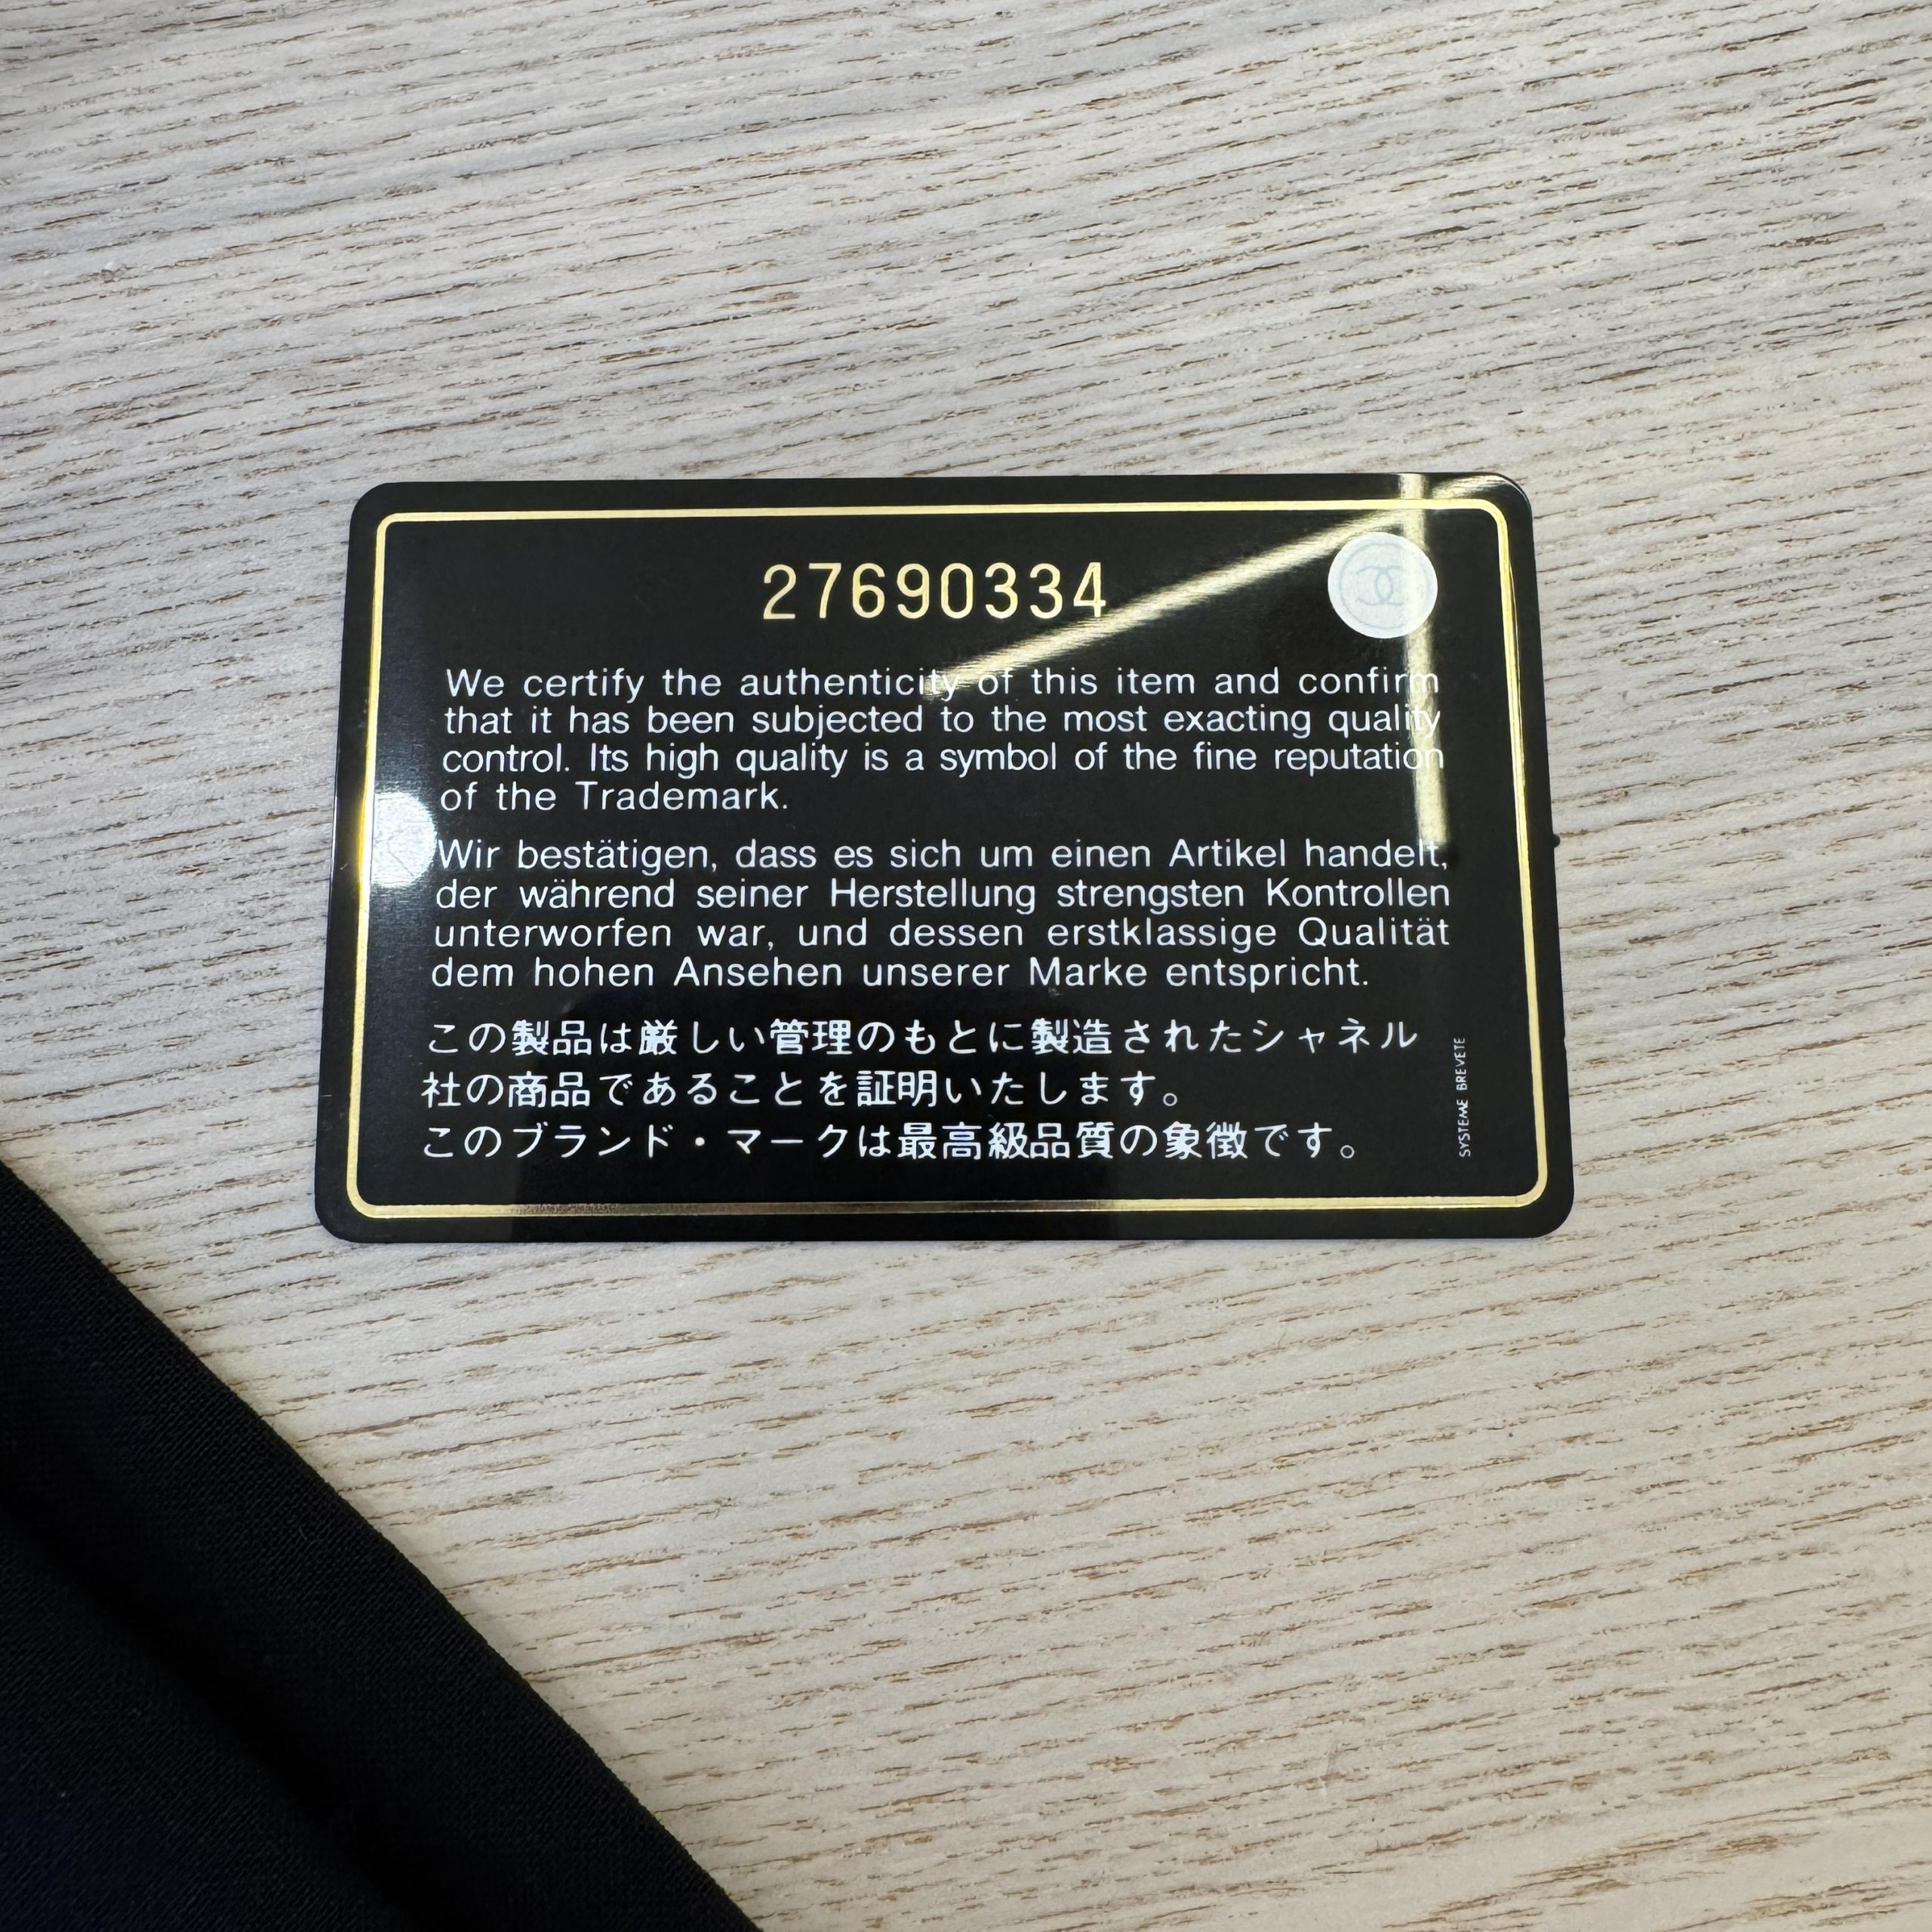 27690334
We certify the authenticity of this item and confirm
that it has been subjected to the most exacting quality
control. Its high quality is a symbol of the fine reputation
of the Trademark.
Wir bestätigen, dass es sich um einen Artikel handelt,
der während seiner Herstellung strengsten Kontrollen
unterworfen war, und dessen erstklassige Qualität
dem hohen Ansehen unserer Marke entspricht.
この製品は厳しい管理のもとに製造されたシャネル
社の商品であることを証明いたします。
このブランド・マークは最高級品質の象徴です。
SYSTEME BREVETE